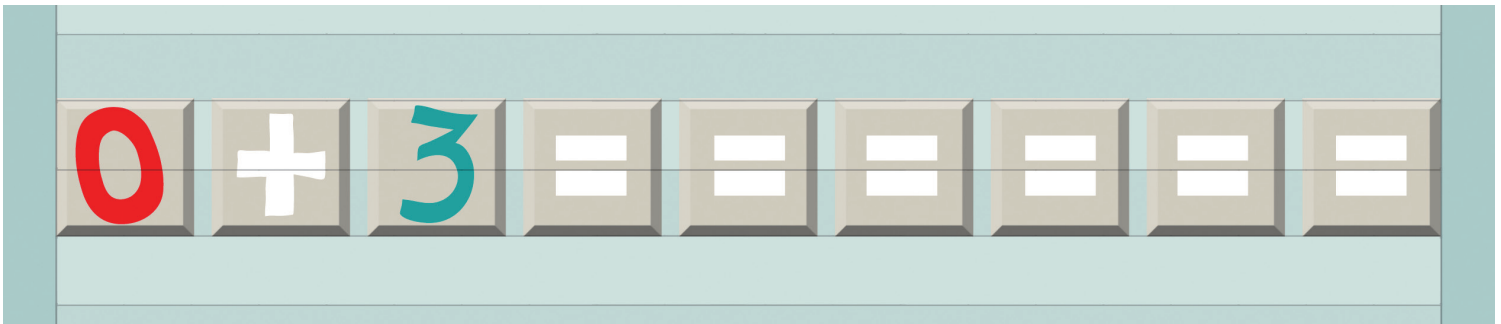 0 + 3 = = = = = =